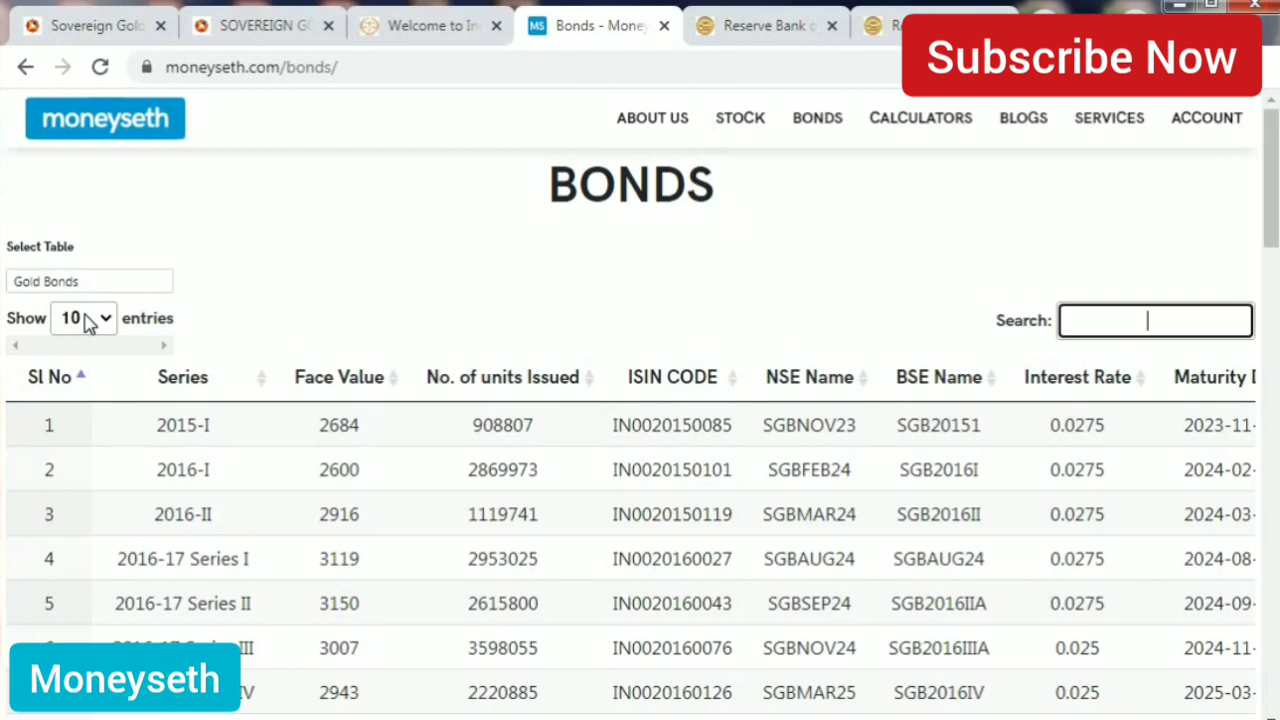 Sovereign Gold
SOVEREIGN GO
Welcome to In
MS Bonds - Money
Reserve Bank o
Subscribe Now
moneyseth.com/bonds/
moneyseth
ABOUT US STOCK BONDS CALCULATORS BLOGS SERVICES ACCOUNT
BONDS
Select Table
Gold Bonds
Show 10 entries
Search:
Sl No Series Face Value No. of units Issued ISIN CODE NSE Name BSE Name Interest Rate Maturity D
1 2015-I 2684 908807 IN0020150085 SGBNOV23 SGB20151 0.0275 2023-11-
2 2016-I 2600 2869973 IN0020150101 SGBFEB24 SGB2016I 0.0275 2024-02-
3 2016-II 2916 1119741 IN0020150119 SGBMAR24 SGB2016II 0.0275 2024-03-
4 2016-17 Series I 3119 2953025 IN0020160027 SGBAUG24 SGBAUG24 0.0275 2024-08-
5 2016-17 Series II 3150 2615800 IN0020160043 SGBSEP24 SGB2016IIA 0.0275 2024-09-
III 3007 3598055 IN0020160076 SGBNOV24 SGB2016IIIA 0.025 2024-11-
IV 2943 2220885 IN0020160126 SGBMAR25 SGB2016IV 0.025 2025-03-
Moneyseth